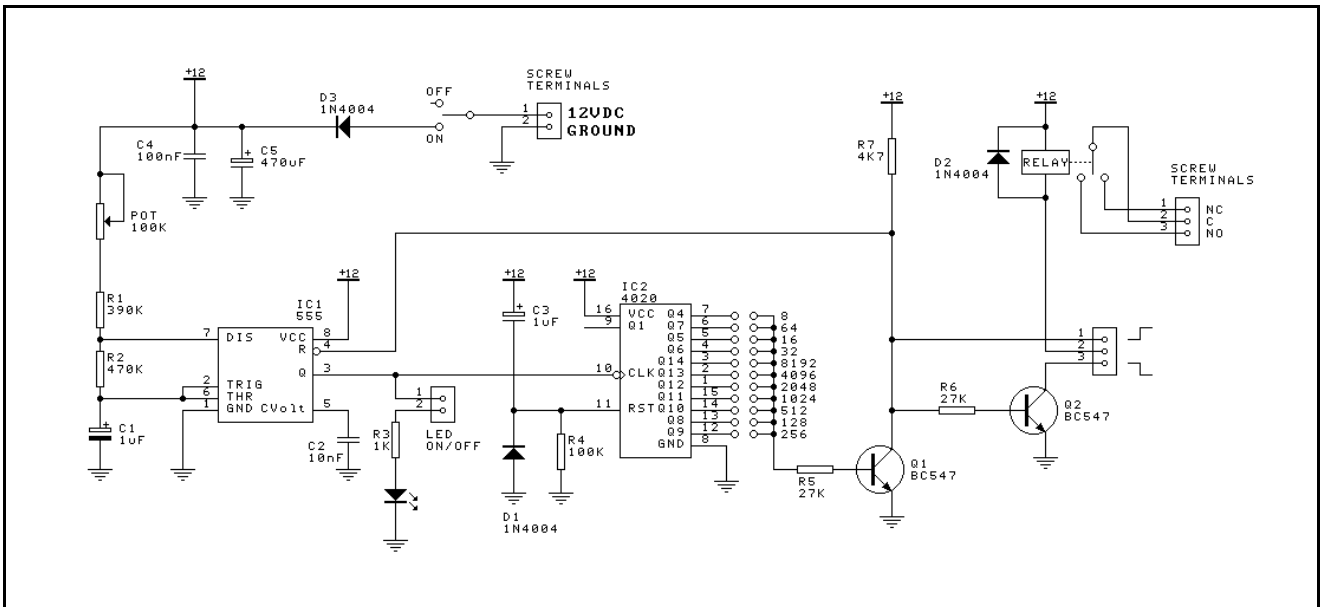 +12
C4
100nF
C5
470uF
D3
1N4004
OFF
ON
SCREW
TERMINALS
1
2
12VDC
GROUND
POT
100K
R1
390K
R2
470K
C1
1uF
IC1
555
+12
7 DIS VCC 8
R 4
Q 3
2 TRIG
6 THR
1 GND CVolt 5
C2
10nF
R3
1K
1
2
LED
ON/OFF
+12
C3
1uF
D1
1N4004
R4
100K
+12
IC2
4020
16 VCC Q4 7 8
9 Q1 Q7 6 64
Q5 5 16
Q6 4 32
Q14 3 8192
10 CLK Q13 2 4096
Q12 1 2048
Q11 15 1024
11 RST Q10 14 512
Q8 13 128
Q9 12 256
GND 8
R5
27K
Q1
BC547
+12
R7
4K7
R6
27K
Q2
BC547
1
2
3
+12
D2
1N4004
RELAY
SCREW
TERMINALS
1 NC
2 C
3 NO